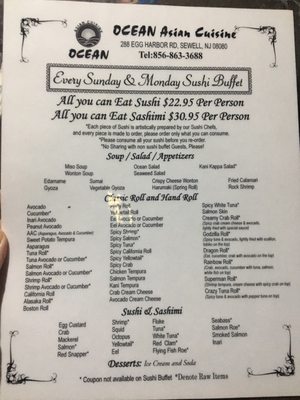 OCEAN Asian Cuisine
288 EGG HARBOR RD, SEWELL, NJ 08080
OCEAN
Tel:856-863-3688
Every Sunday & Monday Sushi Buffet
All you can Eat Sushi $22.95 Per Person
All you can Eat Sashimi $30.95 Per Person
*Each piece of Sushi is artistically prepared by our Sushi Chefs,
and every piece is made to order, please order only what you can consume.
*Please consume all your sushi before you re-order.
*No Sharing with non sushi buffet Guests, Please!
Soup / Salad / Appetizers
Miso Soup
Wonton Soup
Ocean Salad
Seaweed Salad
Kani Kappa Salad*
Edamame
Gyoza
Sumai
Vegetable Gyoza
Crispy Cheese Wonton
Harumaki (Spring Roll)
Fried Calamari
Rock Shrimp
Classic Roll and Hand Roll
Avocado
Cucumber*
Inari Avocado
Peanut Avocado
AAC (Asparagus, Avocado & Cucumber)
Sweet Potato Tempura
Asparagus
Tuna Roll*
Tuna Avocado or Cucumber*
Salmon Roll*
Salmon Avocado or Cucumber*
Shrimp Roll*
Shrimp Avocado or Cucumber*
California Roll
Alaska Roll*
Boston Roll
Roll*
Yellowtail Roll
Eel Avocado or Cucumber
Eel Avocado or Cucumber
Spicy Shrimp*
Spicy Salmon*
Spicy Tuna*
Spicy California Roll
Spicy Yellowtail*
Spicy Crab
Chicken Tempura
Salmon Tempura
Kani Tempura
Crab Cream Cheese
Avocado Cream Cheese
Spicy White Tuna*
Salmon Skin
Creamy Crab Roll*
Godzilla Roll*
Dragon Roll*
Rainbow Roll*
Superman Roll*
Crazy Tuna Roll*
(Spicy tuna & avocado with pepper tuna on top)
Sushi & Sashimi
Egg Custard
Crab
Mackerel
Salmon*
Red Snapper*
Shrimp*
Squid
Octopus
Yellowtail*
Eel
Fluke
Tuna*
White Tuna*
Red Clam*
Flying Fish Roe*
Seabass*
Salmon Roe*
Smoked Salmon
Inari
Desserts: Ice Cream and Soda
* Coupon not available on Sushi Buffet *Denote Raw Items